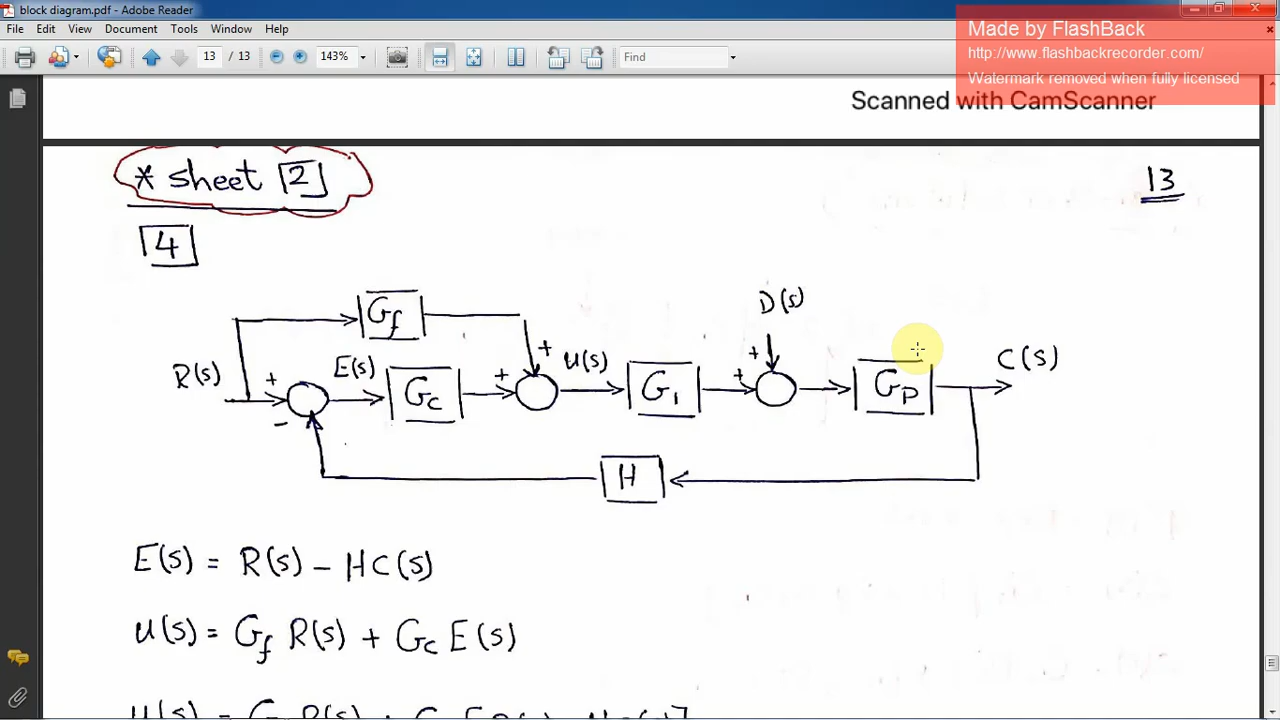 block diagram.pdf - Adobe Reader
File Edit View Document Tools Window Help
13 / 13 143% Find
Made by FlashBack
http://www.flashbackrecorder.com/
Watermark removed when fully licensed
Scanned with CamScanner
* sheet 2
13
4
D(s)
Gf
R(s) + E(s) Gc + + U(s) G1 + + Gp C(s)
-
H
E(s) = R(s) - HC(s)
U(s) = Gf R(s) + Gc E(s)